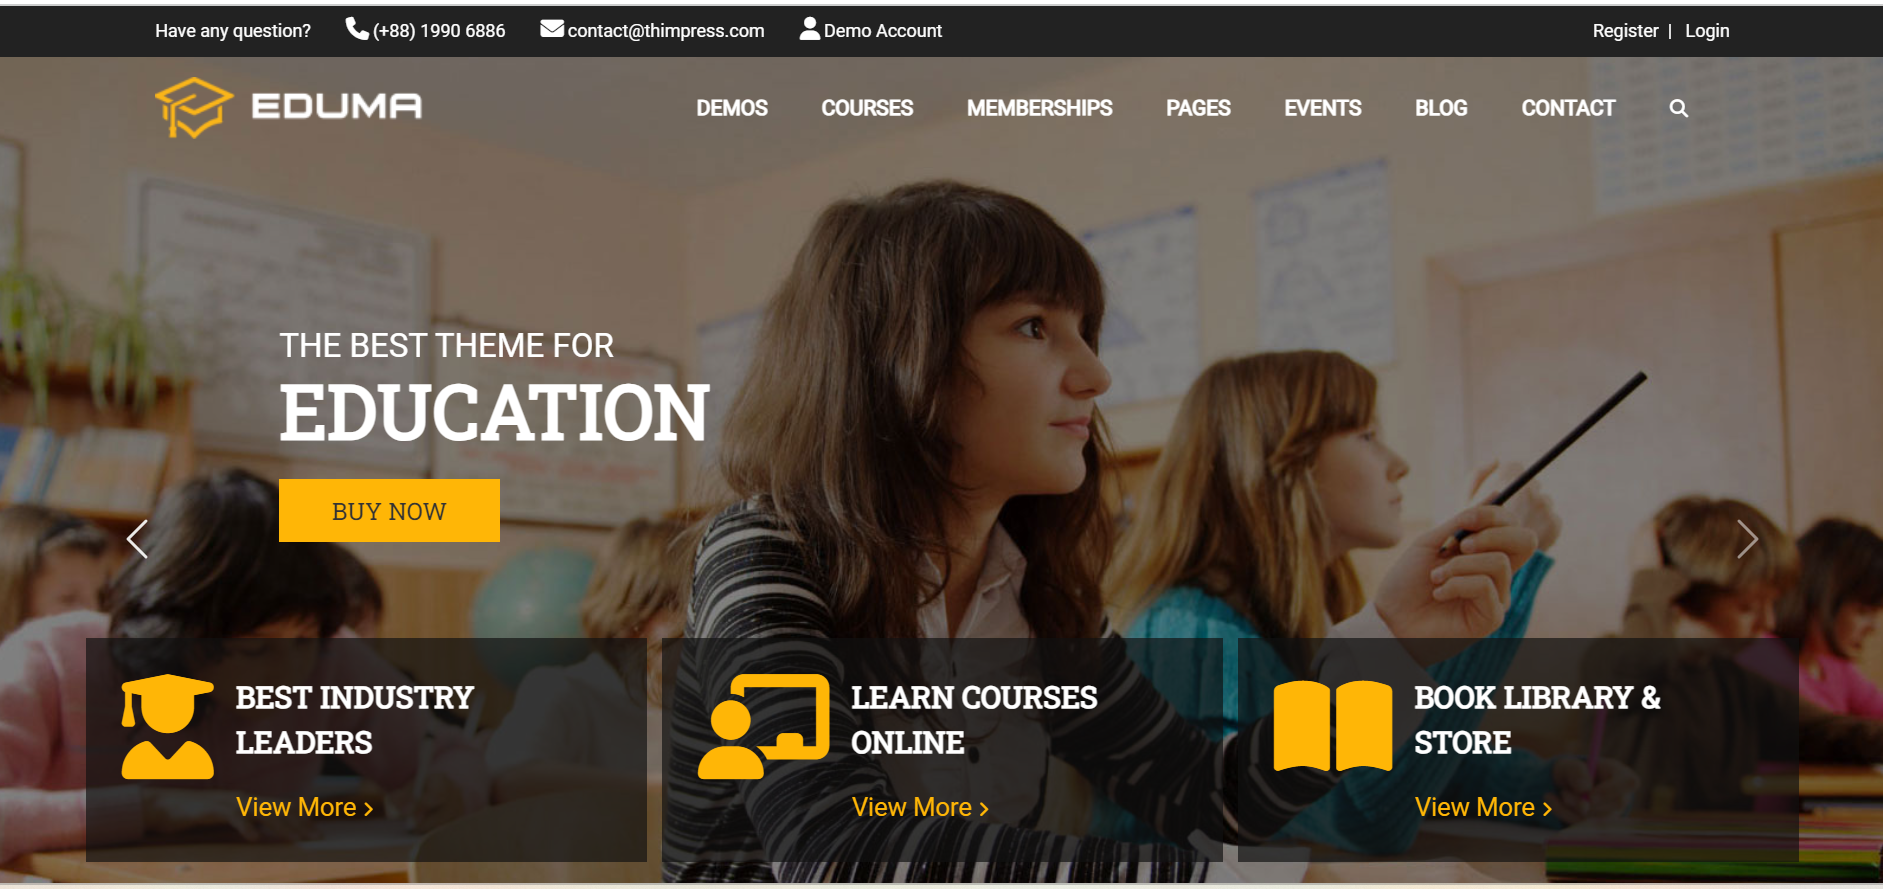 Have any question? (+88) 1990 6886 contact@thimpress.com Demo Account Register | Login
EDUMA DEMOS COURSES MEMBERSHIPS PAGES EVENTS BLOG CONTACT
THE BEST THEME FOR
EDUCATION
BUY NOW
BEST INDUSTRY
LEADERS
View More
LEARN COURSES
ONLINE
View More
BOOK LIBRARY &
STORE
View More